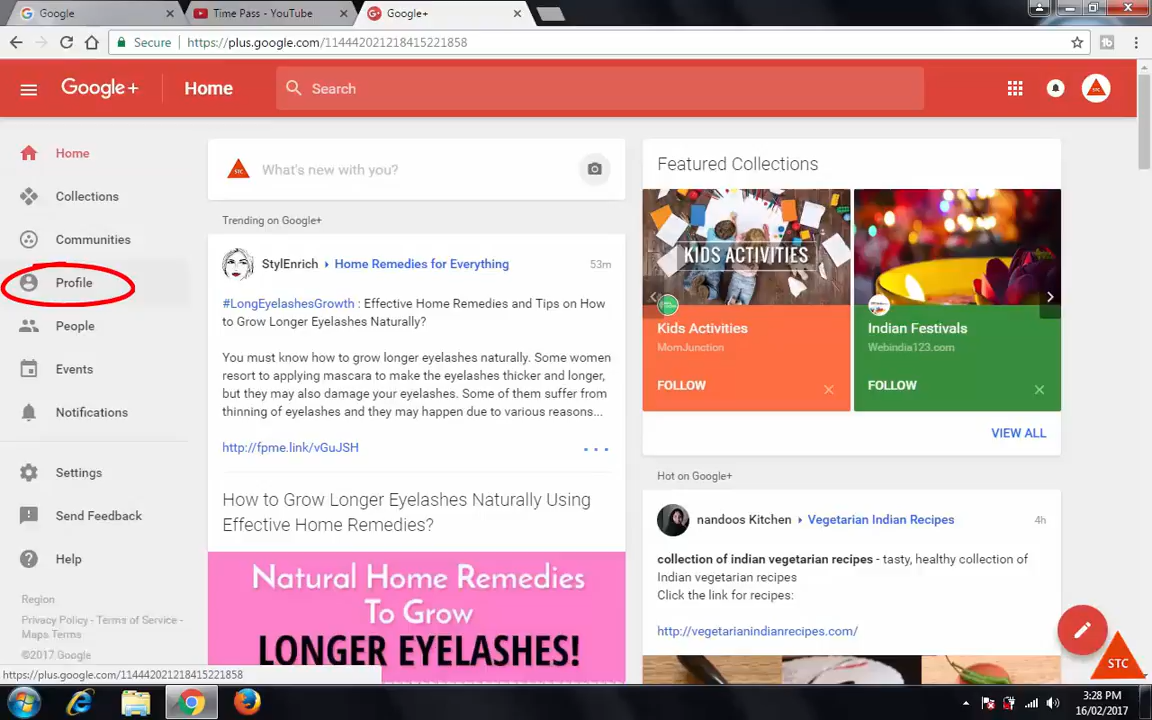 Google
Time Pass - YouTube
Google+
Secure
https://plus.google.com/114442021218415221858
Google+
Home
Search
STC
Home
Collections
Communities
Profile
People
Events
Notifications
Settings
Send Feedback
Help
Region
Privacy Policy - Terms of Service -
Maps Terms
©2017 Google
https://plus.google.com/114442021218415221858
STC
What's new with you?
Trending on Google+
StylEnrich
Home Remedies for Everything
53m
#LongEyelashesGrowth : Effective Home Remedies and Tips on How
to Grow Longer Eyelashes Naturally?
You must know how to grow longer eyelashes naturally. Some women
resort to applying mascara to make the eyelashes thicker and longer,
but they may also damage your eyelashes. Some of them suffer from
thinning of eyelashes and they may happen due to various reasons...
http://fpme.link/vGuJSH
How to Grow Longer Eyelashes Naturally Using
Effective Home Remedies?
Natural Home Remedies
To Grow
LONGER EYELASHES!
Featured Collections
KIDS ACTIVITIES
Kids Activities
MomJunction
FOLLOW
Indian Festivals
Webindia123.com
FOLLOW
VIEW ALL
Hot on Google+
nandoos Kitchen
Vegetarian Indian Recipes
4h
collection of indian vegetarian recipes - tasty, healthy collection of
Indian vegetarian recipes
Click the link for recipes:
http://vegetarianindianrecipes.com/
STC
3:28 PM
16/02/2017